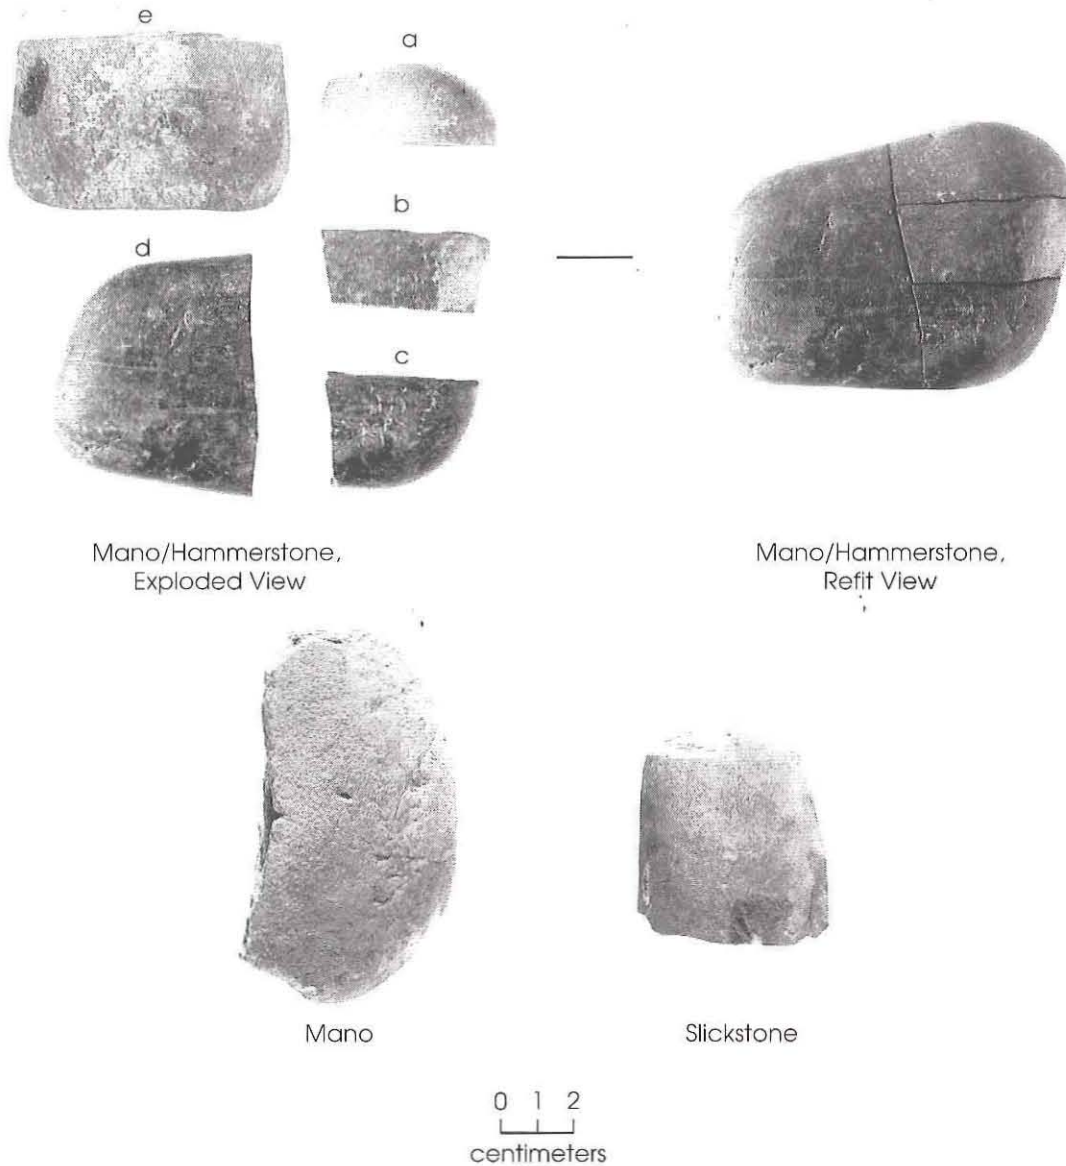 e
a
b
d
c
Mano/Hammerstone,
Exploded View
Mano/Hammerstone,
Refit View
Mano
Slickstone
0 1 2
centimeters